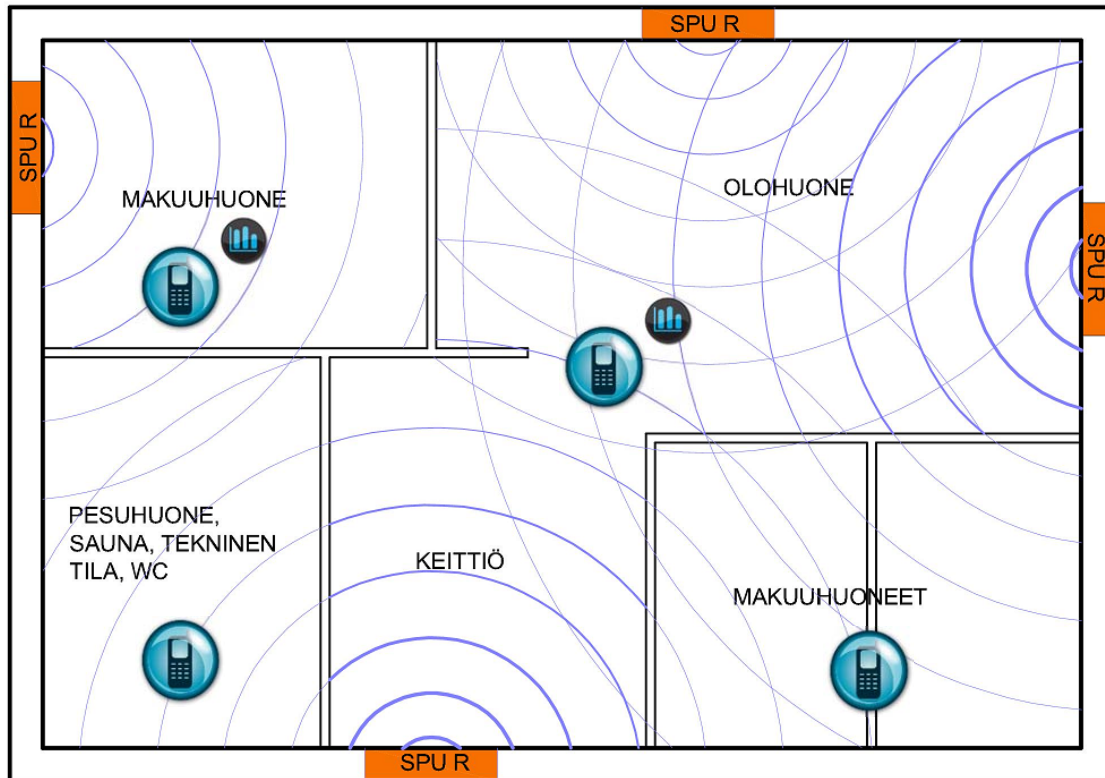 SPU R
SPU R
MAKUUHUONE
OLOHUONE
SPU R
PESUHUONE,
SAUNA, TEKNINEN
TILA, WC
KEITTIÖ
MAKUUHUONEET
SPU R